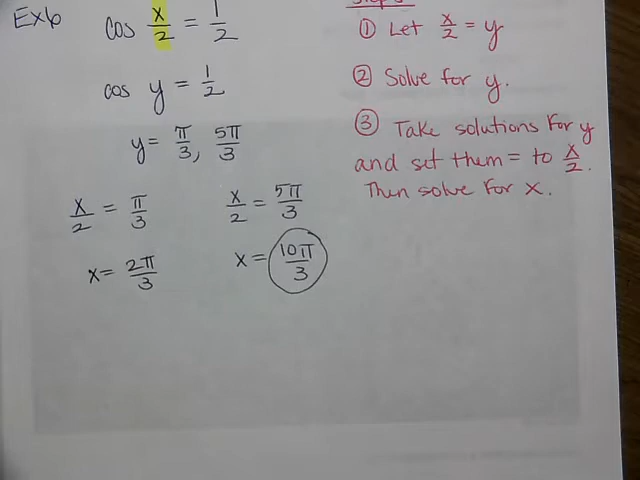 Ex6
cos x/2 = 1/2
cos y = 1/2
y = π/3, 5π/3
x/2 = π/3
x = 2π/3
x/2 = 5π/3
x = 10π/3
① Let x/2 = y
② Solve for y.
③ Take solutions for y
and set them = to x/2.
Then solve for x.